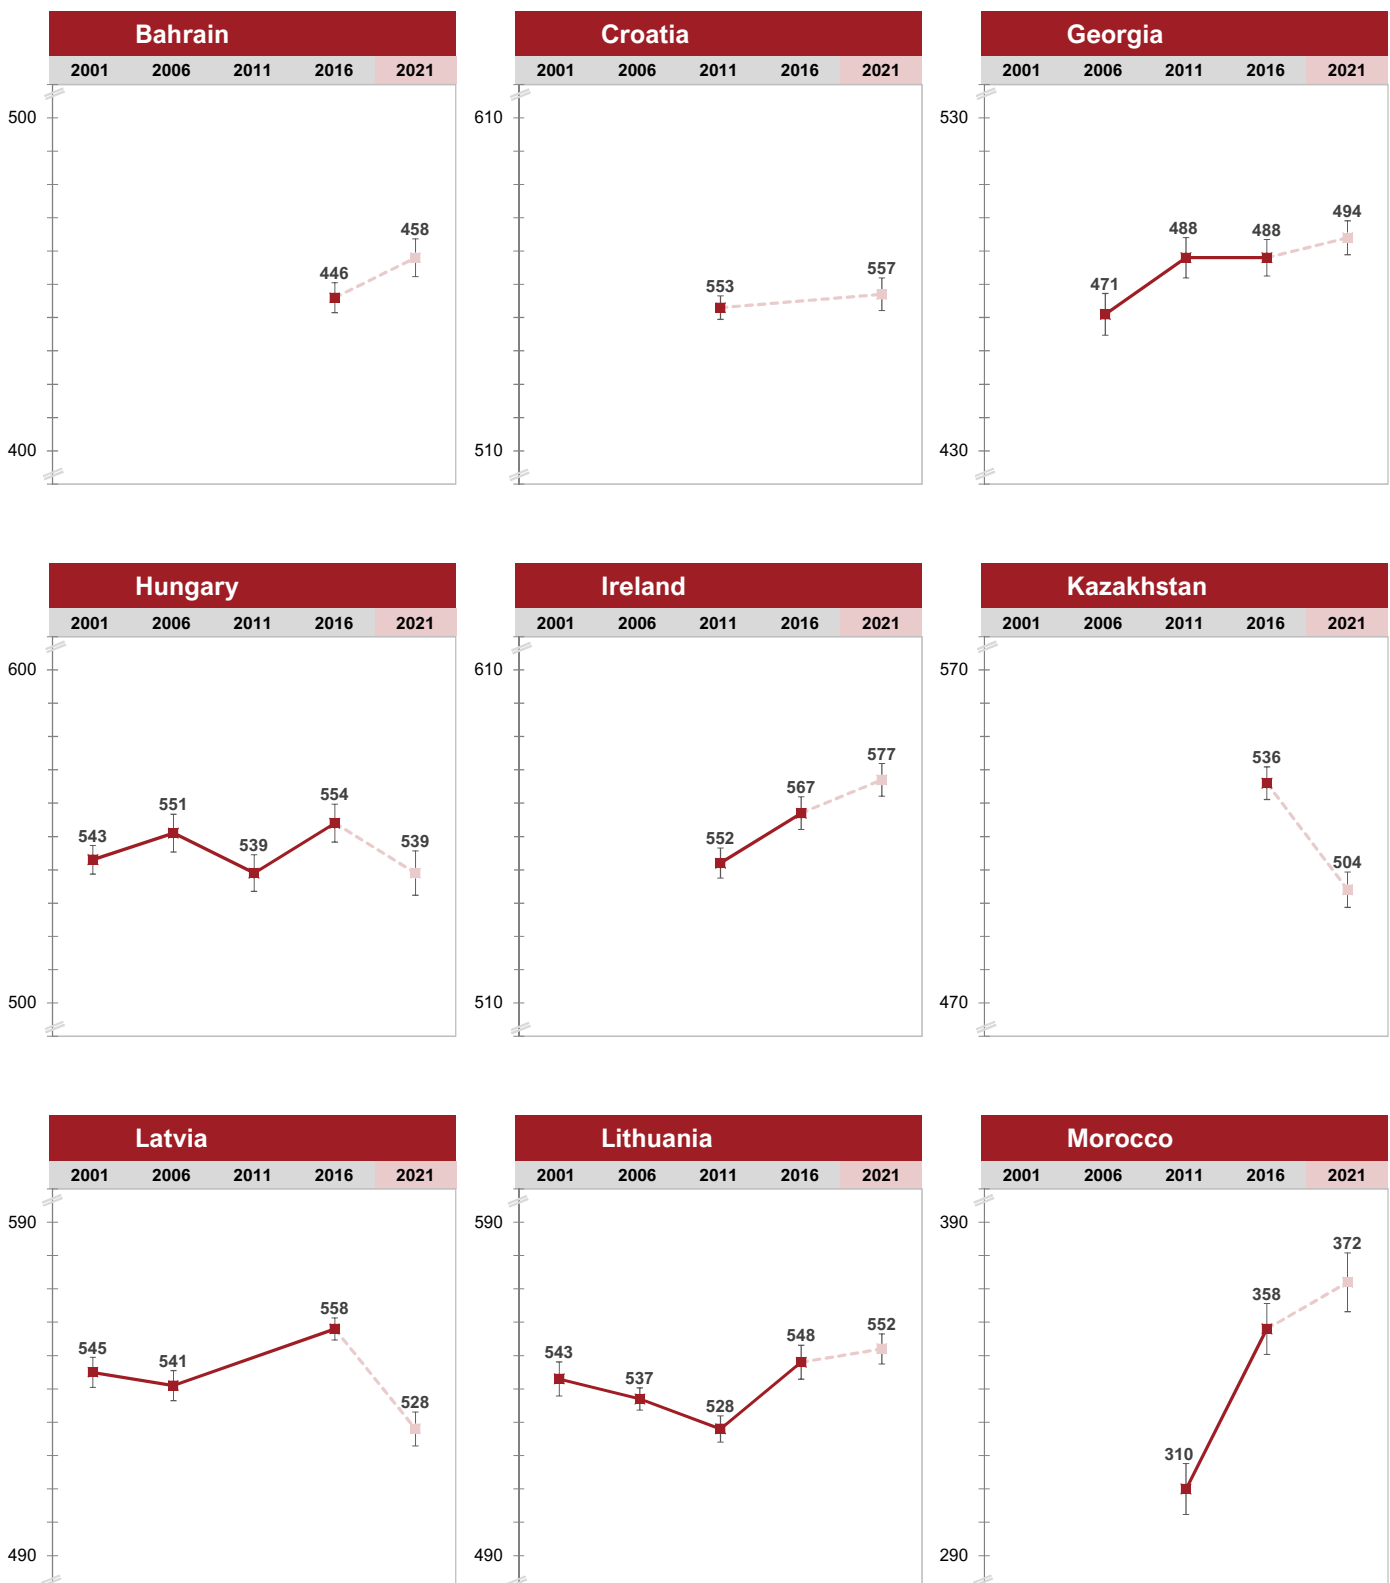 Bahrain
2001 2006 2011 2016 2021
500
458
446
400
Croatia
2001 2006 2011 2016 2021
610
557
553
510
Georgia
2001 2006 2011 2016 2021
530
494
488 488
471
430
Hungary
2001 2006 2011 2016 2021
600
554
551
543 539 539
500
Ireland
2001 2006 2011 2016 2021
610
577
567
552
510
Kazakhstan
2001 2006 2011 2016 2021
570
536
504
470
Latvia
2001 2006 2011 2016 2021
590
558
545 541
528
490
Lithuania
2001 2006 2011 2016 2021
590
548 552
543 537
528
490
Morocco
2001 2006 2011 2016 2021
390
372
358
310
290